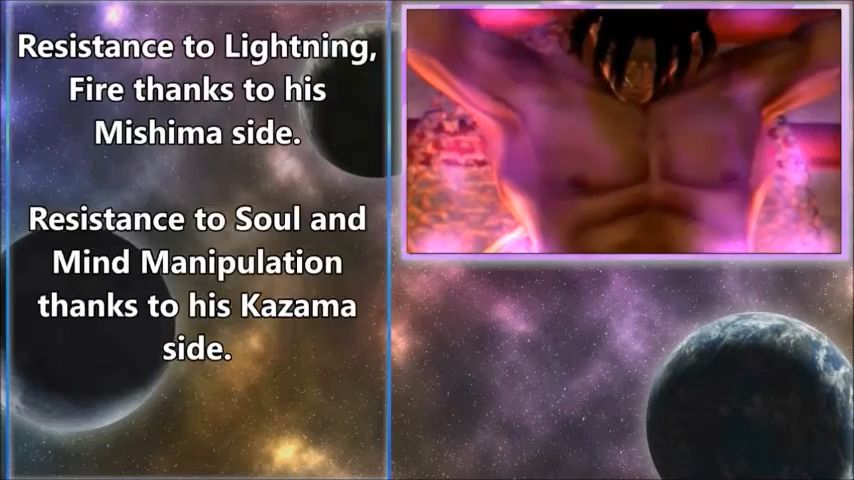 Resistance to Lightning,
Fire thanks to his
Mishima side.
Resistance to Soul and
Mind Manipulation
thanks to his Kazama
side.